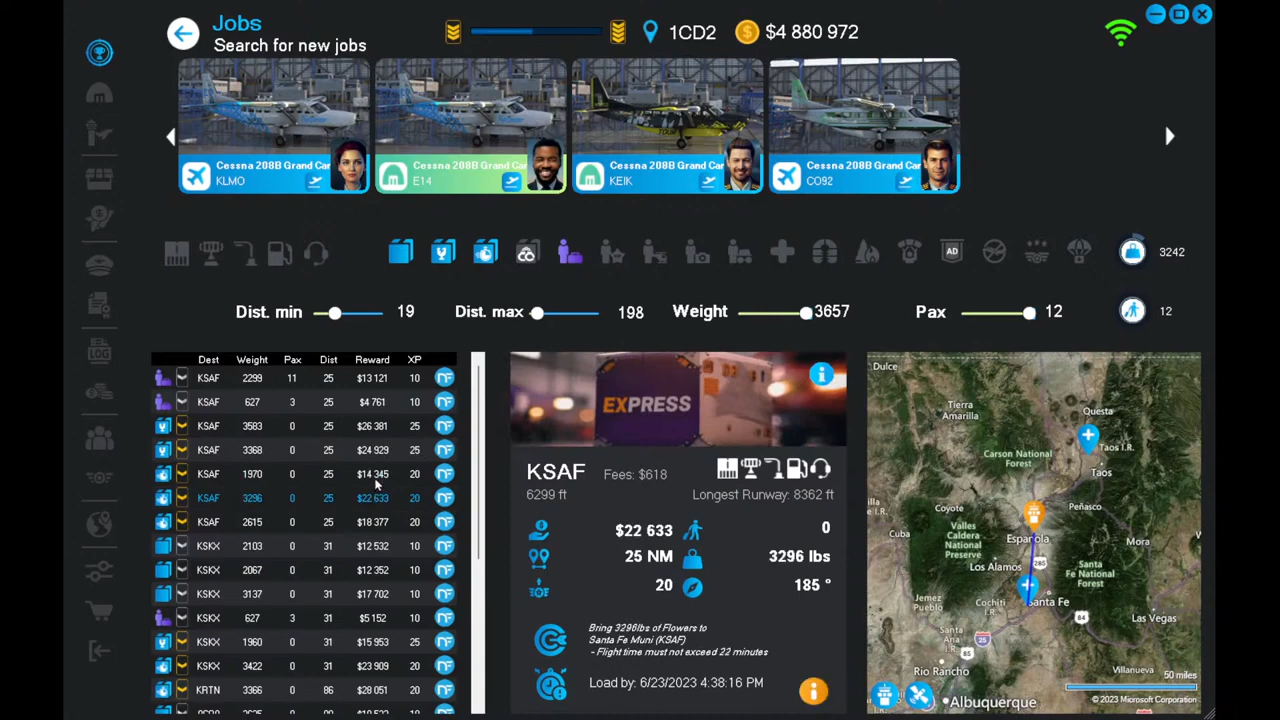 Jobs
Search for new jobs
1CD2
$4 880 972
Cessna 208B Grand Car
KLMO
Cessna 208B Grand Car
E14
Cessna 208B Grand Car
KEIK
Cessna 208B Grand Car
CO92
AD
3242
Dist. min 19 Dist. max 198 Weight 3657 Pax 12
12
Dest Weight Pax Dist Reward XP
KSAF 2299 11 25 $13 121 10
KSAF 627 3 25 $4 761 10
KSAF 3583 0 25 $26 381 25
KSAF 3368 0 25 $24 929 25
KSAF 1970 0 25 $14 345 20
KSAF 3296 0 25 $22 633 20
KSAF 2615 0 25 $18 377 20
KSKX 2103 0 31 $12 532 10
KSKX 2067 0 31 $12 352 10
KSKX 3137 0 31 $17 702 10
KSKX 627 3 31 $5 152 10
KSKX 1960 0 31 $15 953 25
KSKX 3422 0 31 $23 909 20
KRTN 3366 0 86 $28 051 20
EXPRESS
KSAF Fees: $618
6299 ft Longest Runway: 8362 ft
$22 633 0
25 NM 3296 lbs
20 185 °
Bring 3296lbs of Flowers to
Santa Fe Muni (KSAF)
- Flight time must not exceed 22 minutes
Load by: 6/23/2023 4:38:16 PM
Dulce
Tierra
Amarilla
Questa
Carson National
Forest
Taos I.R.
Taos
Coyote
Peñasco
Valles
Caldera
National
Preserve
Cuba
Española
Mora
Los Alamos
285
Santa
Fe National
Forest
Jemez
Pueblo
Cochiti
I.R.
Santa Fe
84
Las Vegas
Santa
Ana I.R.
25
85
Rio Rancho
Villanueva
50 miles
Albuquerque
© 2023 Microsoft Corporation